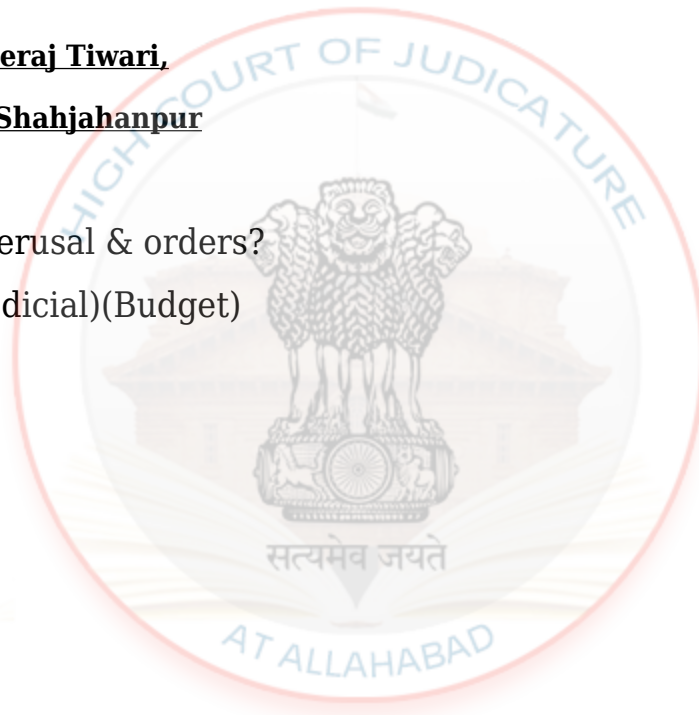 eraj Tiwari,
Shahjahanpur
HIGH COURT OF JUDICATURE
erusal & orders?
dicial)(Budget)
सत्यमेव जयते
AT ALLAHABAD